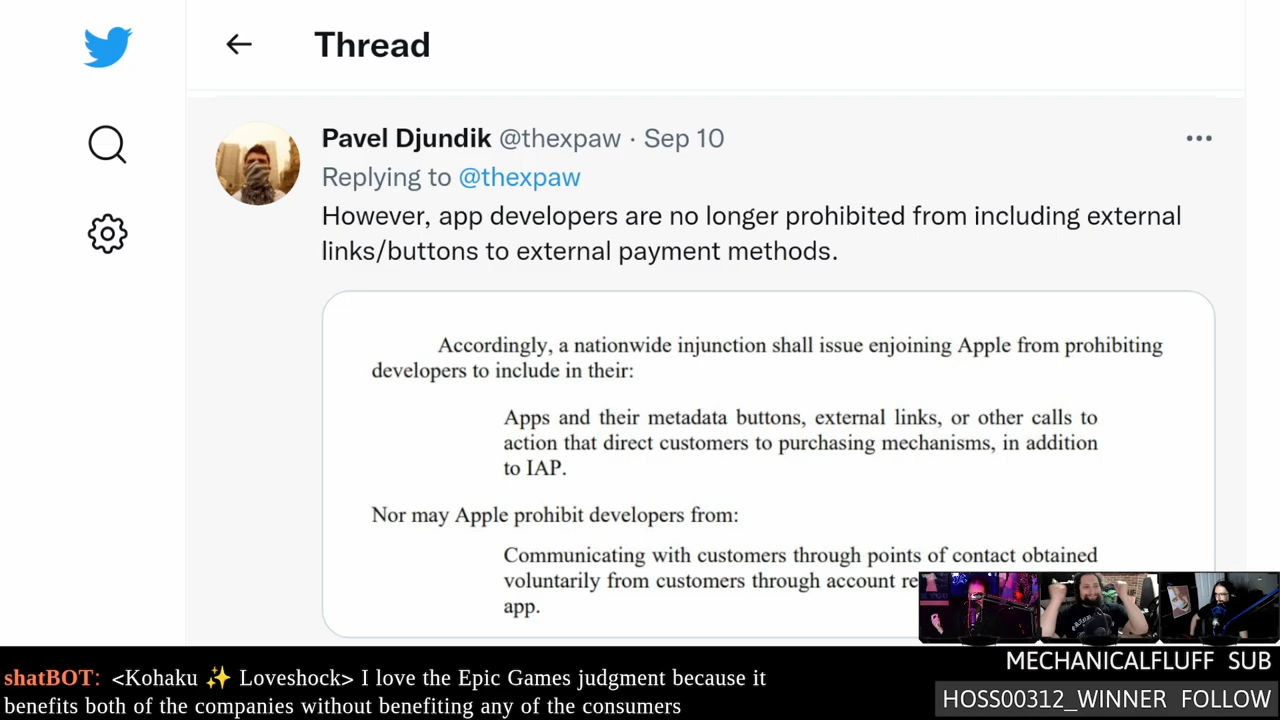 Thread
Pavel Djundik @thexpaw · Sep 10
Replying to @thexpaw
However, app developers are no longer prohibited from including external
links/buttons to external payment methods.
Accordingly, a nationwide injunction shall issue enjoining Apple from prohibiting
developers to include in their:
Apps and their metadata buttons, external links, or other calls to
action that direct customers to purchasing mechanisms, in addition
to IAP.
Nor may Apple prohibit developers from:
Communicating with customers through points of contact obtained
voluntarily from customers through account
app.
shatBOT: <Kohaku ✨ Loveshock> I love the Epic Games judgment because it
benefits both of the companies without benefiting any of the consumers
MECHANICALFLUFF SUB
HOSS00312_WINNER FOLLOW